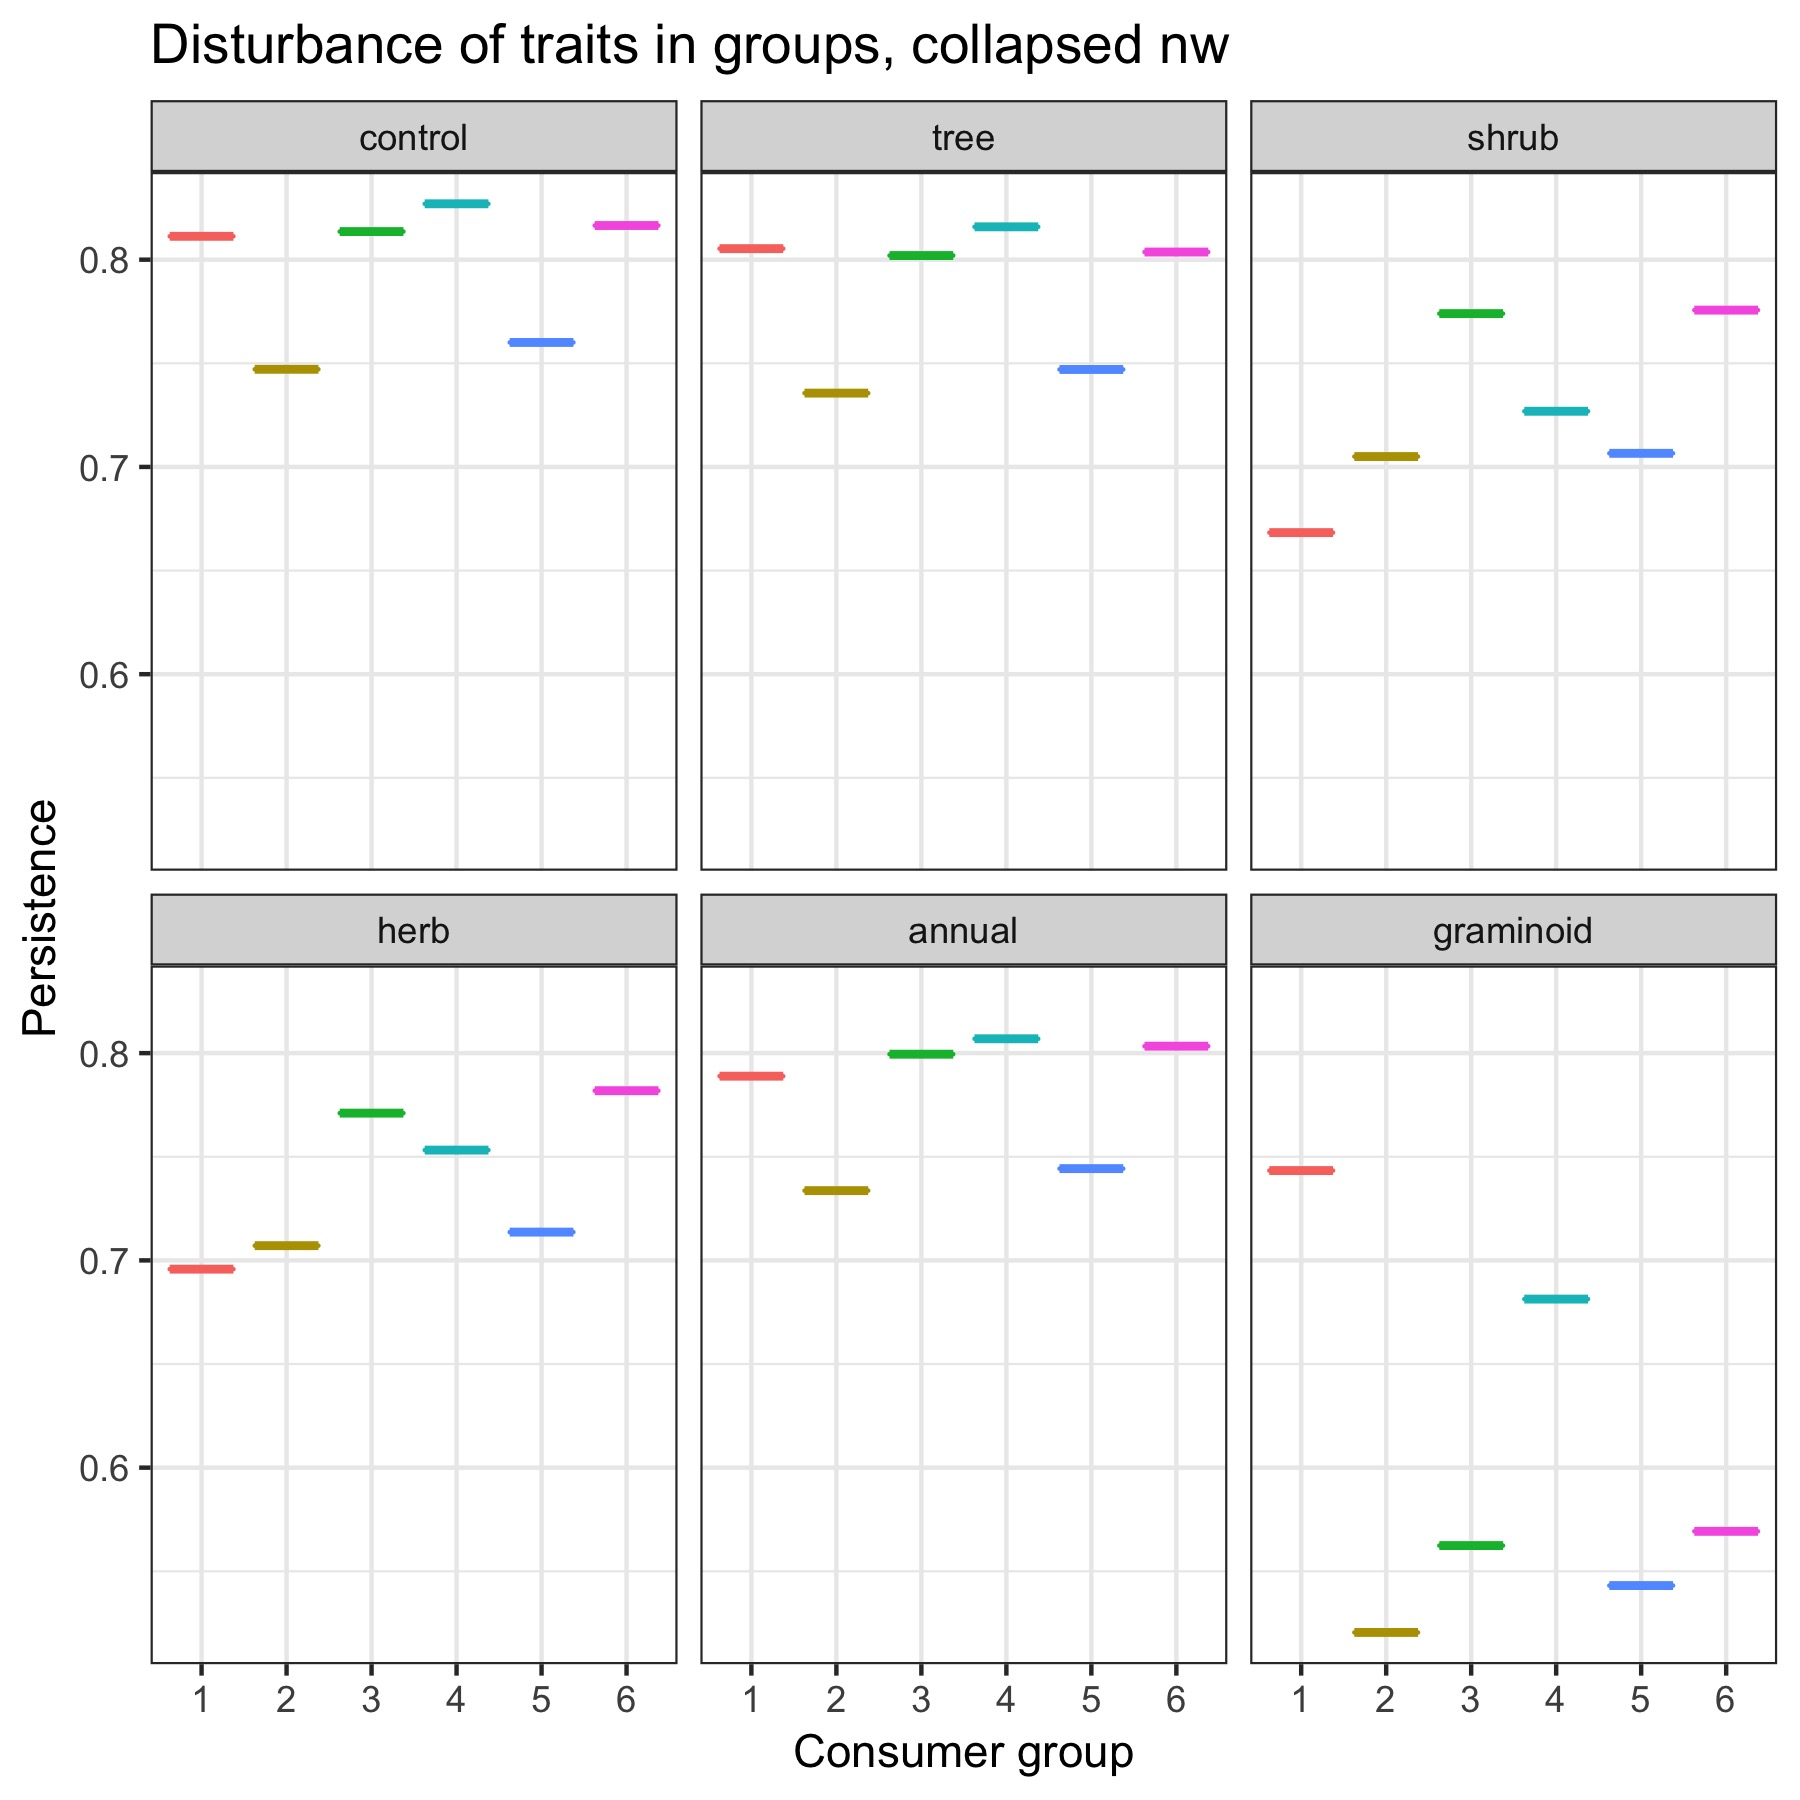 Disturbance of traits in groups, collapsed nw
control tree shrub
0.8
0.7
0.6
Persistence
herb annual graminoid
0.8
0.7
0.6
1 2 3 4 5 6 1 2 3 4 5 6 1 2 3 4 5 6
Consumer group